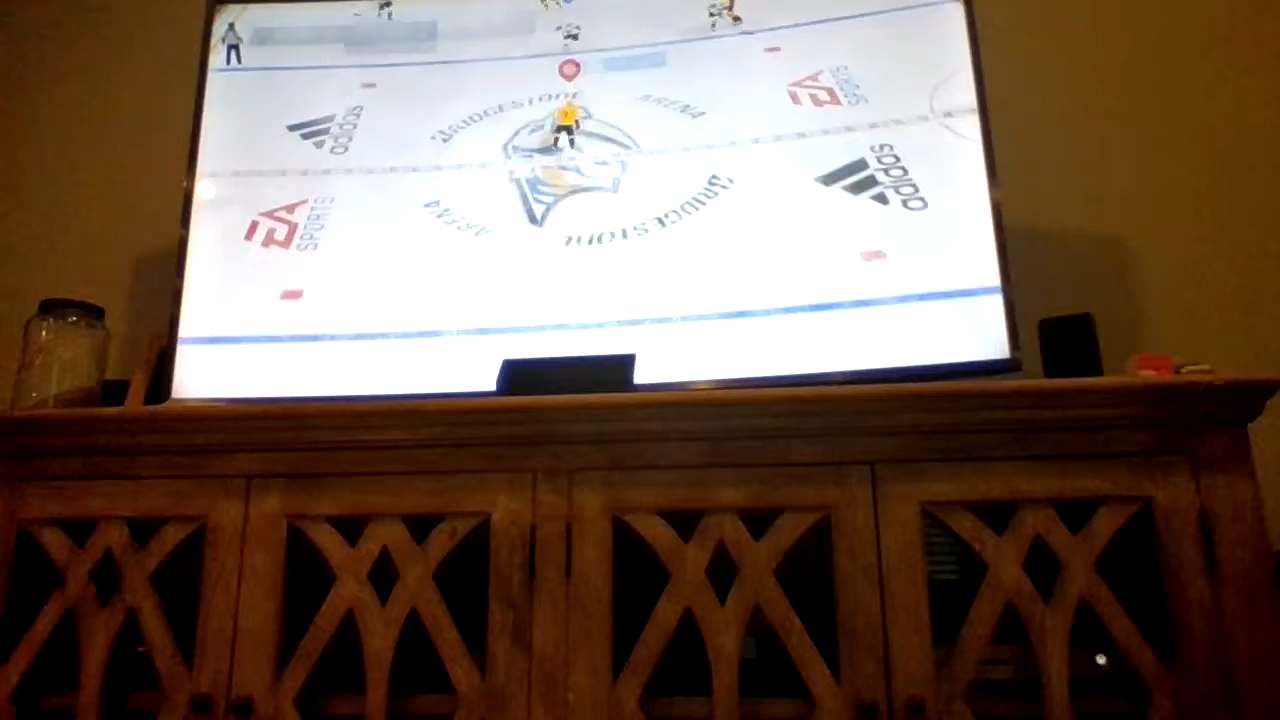 BRIDGESTONE ARENA
EA SPORTS
adidas
adidas
EA SPORTS
BRIDGESTONE
ARENA